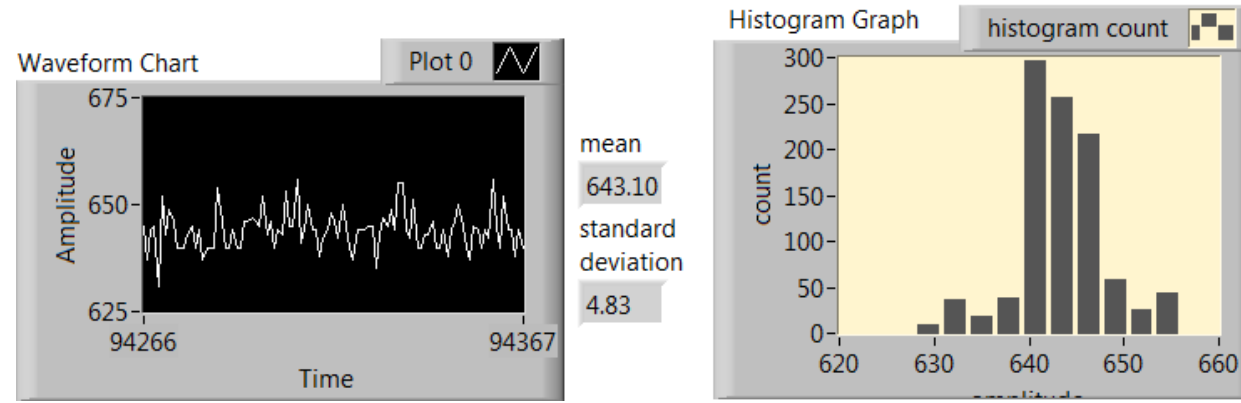 Waveform Chart
Plot 0
675
650
625
Amplitude
94266
94367
Time
mean
643.10
standard
deviation
4.83
Histogram Graph
histogram count
300
250
200
150
100
50
0
count
620
630
640
650
660
amplitude